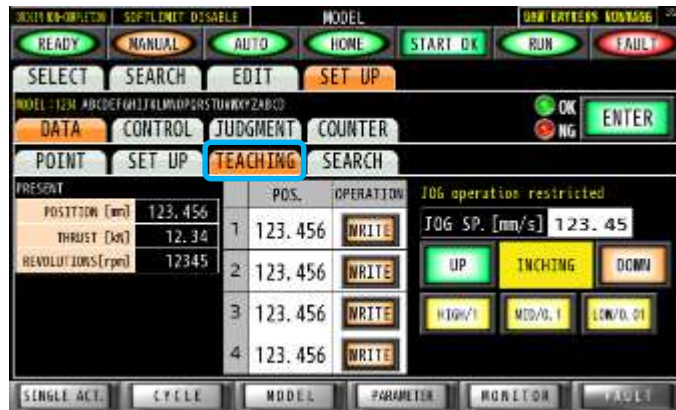 SOFTLIMIT DISABLE MODEL
READY MANUAL AUTO HOME START OK RUN FAULT
SELECT SEARCH EDIT SET UP
MODEL:1234 ABCDEFGHIJKLMNOPQRSTUVWXYZABCD
OK
NG
ENTER
DATA CONTROL JUDGMENT COUNTER
POINT SET UP TEACHING SEARCH
PRESENT
POSITION [mm] 123.456
THRUST [kN] 12.34
REVOLUTIONS[rpm] 12345
POS. OPERATION
1 123.456 WRITE
2 123.456 WRITE
3 123.456 WRITE
4 123.456 WRITE
JOG operation restricted
JOG SP. [mm/s] 123.45
UP INCHING DOWN
HIGH/1 MED/0.1 LOW/0.01
SINGLE ACT. CYCLE MODEL PARAMETER MONITOR FAULT